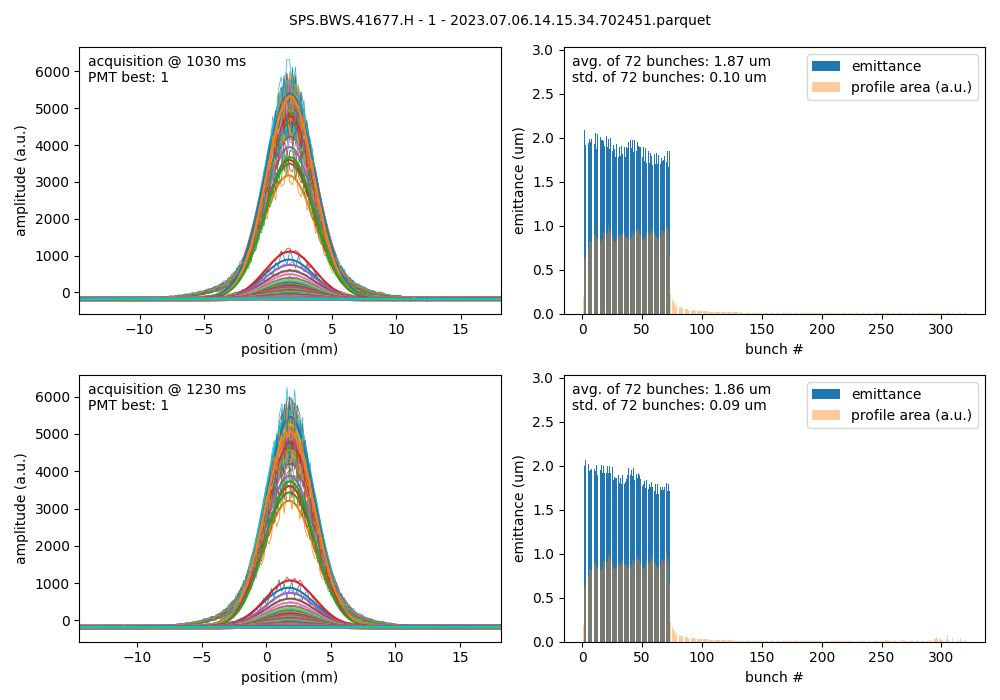 SPS.BWS.41677.H - 1 - 2023.07.06.14.15.34.702451.parquet
acquisition @ 1030 ms
PMT best: 1
amplitude (a.u.)
6000
5000
4000
3000
2000
1000
0
−10
−5
0
5
10
15
position (mm)
avg. of 72 bunches: 1.87 um
std. of 72 bunches: 0.10 um
emittance
profile area (a.u.)
emittance (um)
3.0
2.5
2.0
1.5
1.0
0.5
0.0
0
50
100
150
200
250
300
bunch #
acquisition @ 1230 ms
PMT best: 1
amplitude (a.u.)
6000
5000
4000
3000
2000
1000
0
−10
−5
0
5
10
15
position (mm)
avg. of 72 bunches: 1.86 um
std. of 72 bunches: 0.09 um
emittance
profile area (a.u.)
emittance (um)
3.0
2.5
2.0
1.5
1.0
0.5
0.0
0
50
100
150
200
250
300
bunch #